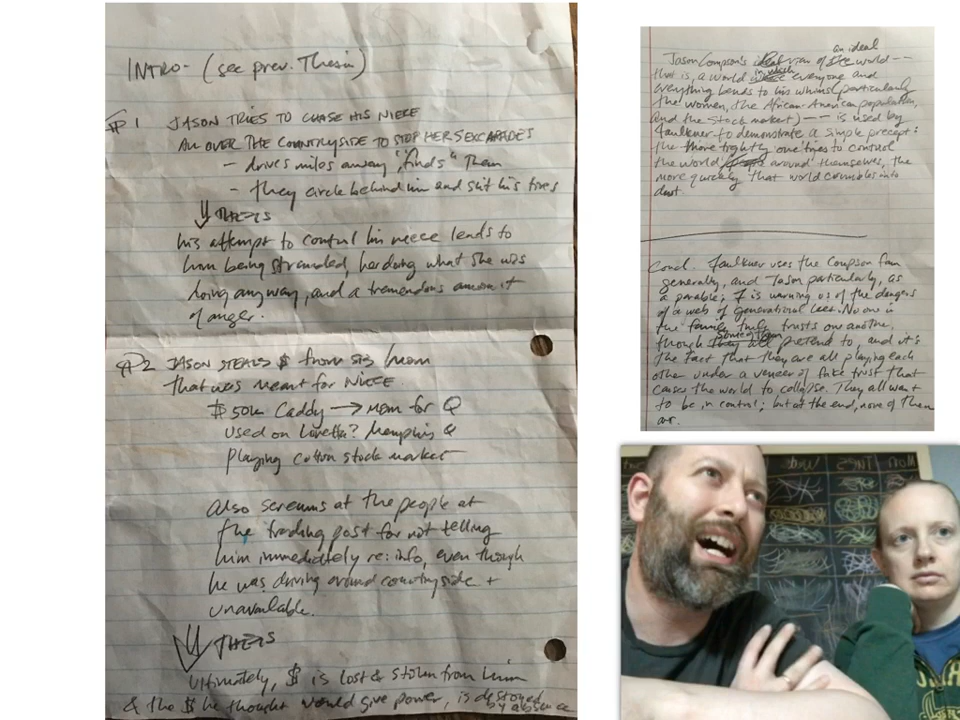 INTRO- (see prev. Thesis)
¶ 1 JASON TRIES TO CHASE HIS NIECE
ALL OVER THE COUNTRYSIDE TO STOP HER SEXCAPADES
- drives miles away, "finds" them
- they circle behind him and slit his tires
THESIS
his attempt to control his niece leads to
him being stranded, her doing what she was
doing anyway, and a tremendous amount
of anger.
¶ 2 JASON STEALS $ from his mom
that was meant for NIECE
$50k Caddy → mom for Q
used on Loretta? Memphis &
playing cotton stock market
Also screams at the people at
the trading post for not telling
him immediately re: info, even though
he was driving around countryside +
unavailable.
THESIS
Ultimately, $ is lost & stolen from him
& the $ he thought would give power, is destroyed
by absence
Jason Compson's view of an ideal world --
that is, a world in which everyone and
everything bends to his whims (particularly
the women, the African-American population,
and the stock market) -- is used by
Faulkner to demonstrate a simple precept:
the more tightly one tries to control
the world around themselves, the
more quickly that world crumbles into
dust
Concl. Faulkner uses the Compson fam
generally, and Jason particularly, as
a parable; F is warning us of the dangers
of a web of generational lies. No one in
the family truly trusts one another,
though some of them pretend to, and it's
the fact that they are all playing each
other under a veneer of fake trust that
causes the world to collapse. They all want
to be in control; but at the end, none of them
are.
MON TUES Wed